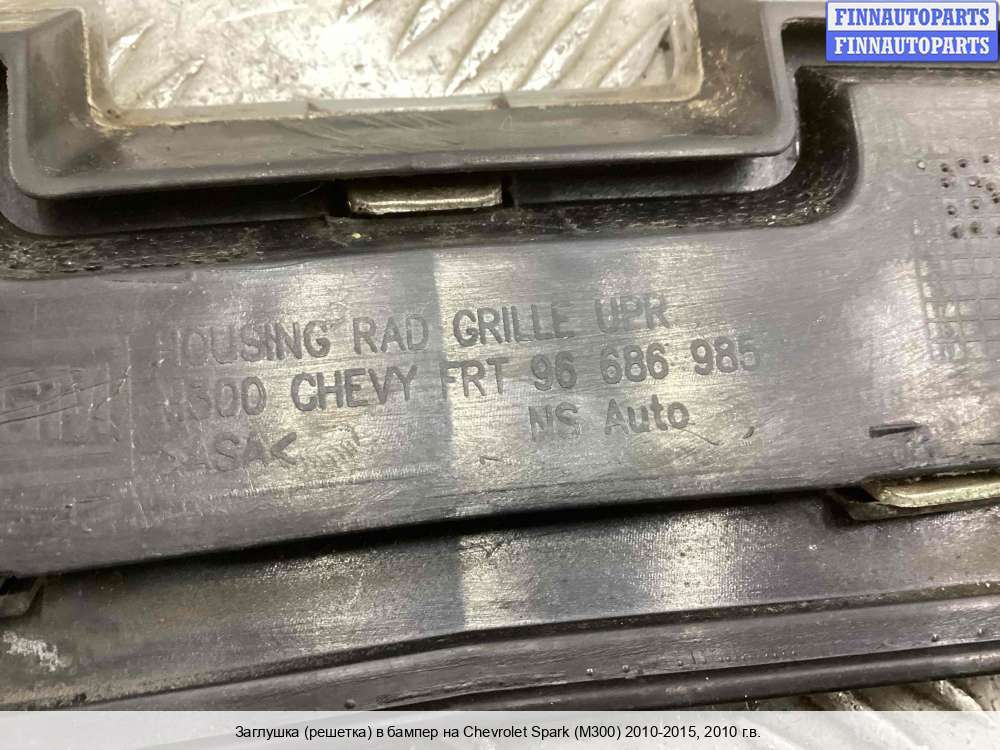 FINNAUTOPARTS
FINNAUTOPARTS
HOUSING RAD GRILLE UPR
M300 CHEVY FRT 96 686 985
>ASA< NS Auto
Заглушка (решетка) в бампер на Chevrolet Spark (M300) 2010-2015, 2010 г.в.